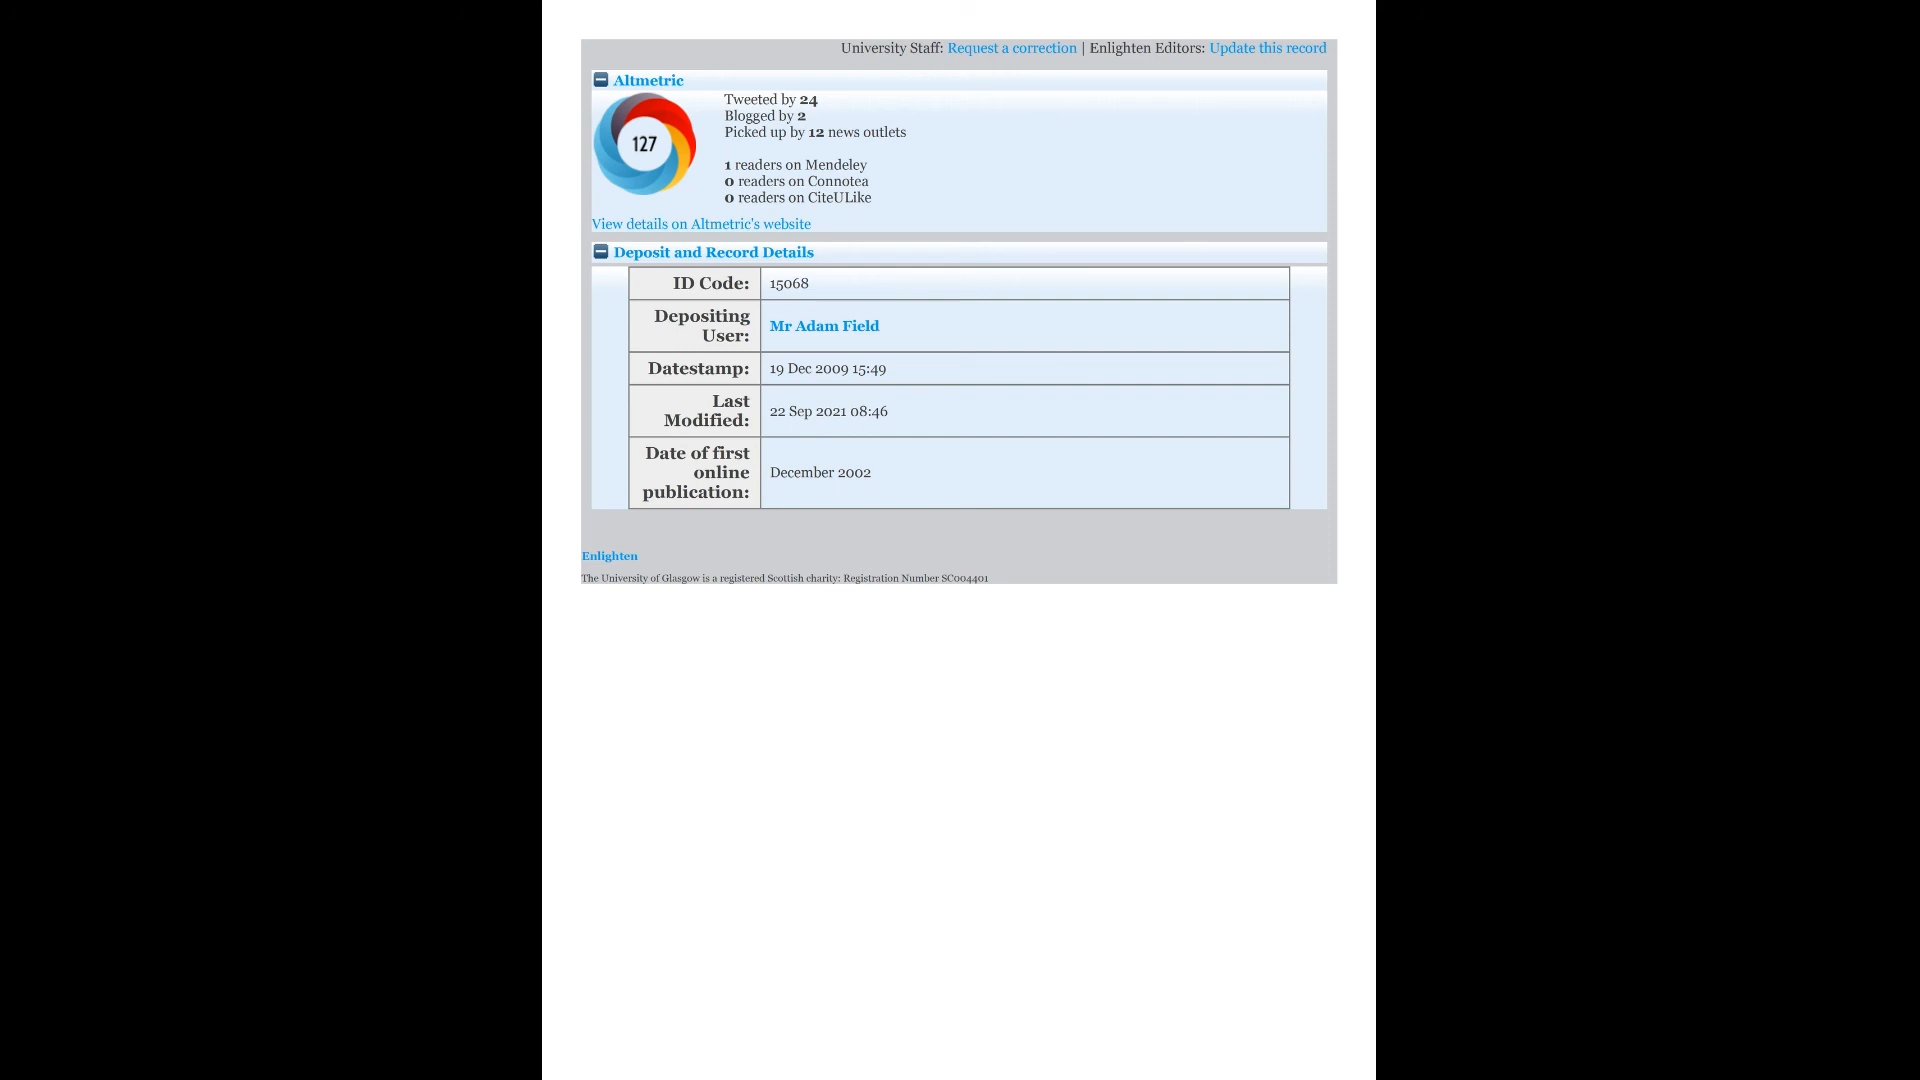 University Staff: Request a correction | Enlighten Editors: Update this record
Altmetric
127
Tweeted by 24
Blogged by 2
Picked up by 12 news outlets
1 readers on Mendeley
0 readers on Connotea
0 readers on CiteULike
View details on Altmetric's website
Deposit and Record Details
ID Code: 15068
Depositing
User:
Mr Adam Field
Datestamp: 19 Dec 2009 15:49
Last
Modified:
22 Sep 2021 08:46
Date of first
online
publication:
December 2002
Enlighten
The University of Glasgow is a registered Scottish charity: Registration Number SC004401